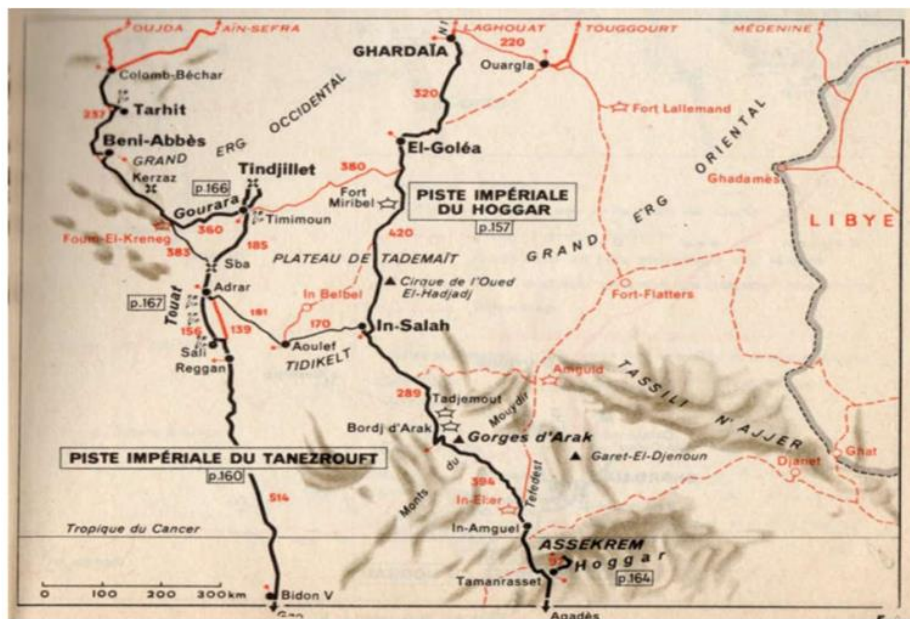 OUJDA
AÏN-SEFRA
N1
LAGHOUAT
TOUGGOURT
MÉDENINE
GHARDAÏA
220
Ouargla
Colomb-Béchar
320
237
Tarhit
Fort Lallemand
Beni-Abbès
GRAND ERG OCCIDENTAL
El-Goléa
Kerzaz
Tindjillet
380
Ghadamès
p.166
Fort
Miribel
PISTE IMPÉRIALE
DU HOGGAR
p.157
GRAND ERG ORIENTAL
LIBYE
Gourara
Timimoun
360
Foum-El-Kreneg
185
420
383
Sba
PLATEAU DE TADEMAÏT
Cirque de l'Oued
El-Hadjadj
Fort-Flatters
Adrar
In Belbel
p.167
Touat
181
170
In-Salah
156
139
Sali
Aoulef
TIDIKELT
Reggan
Amguid
TASSILI N'AJJER
289
Tadjemout
Mouydir
Bordj d'Arak
Gorges d'Arak
Garet-El-Djenoun
Ghat
Djanet
PISTE IMPÉRIALE DU TANEZROUFT
p.160
Monts du
394
Tefedest
514
In-Eker
Tropique du Cancer
In-Amguel
ASSEKREM
97
Hoggar
p.164
Tamanrasset
0 100 200 300km
Bidon V
Gao
Agadès